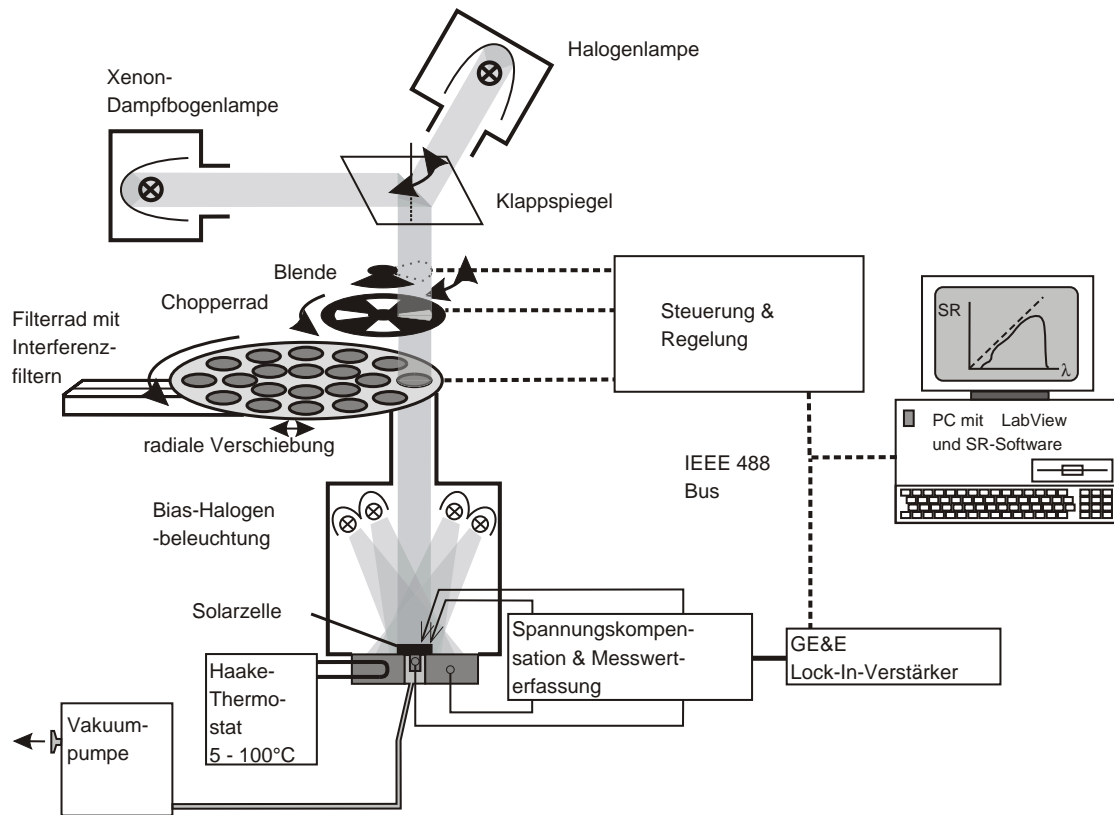 Halogenlampe
Xenon-
Dampfbogenlampe
Klappspiegel
Blende
Chopperrad
Filterrad mit
Interferenz-
filtern
radiale Verschiebung
Steuerung &
Regelung
SR
λ
PC mit LabView
und SR-Software
IEEE 488
Bus
Bias-Halogen
-beleuchtung
Solarzelle
Spannungskompen-
sation & Messwert-
erfassung
GE&E
Lock-In-Verstärker
Haake-
Thermo-
stat
5 - 100°C
Vakuum-
pumpe